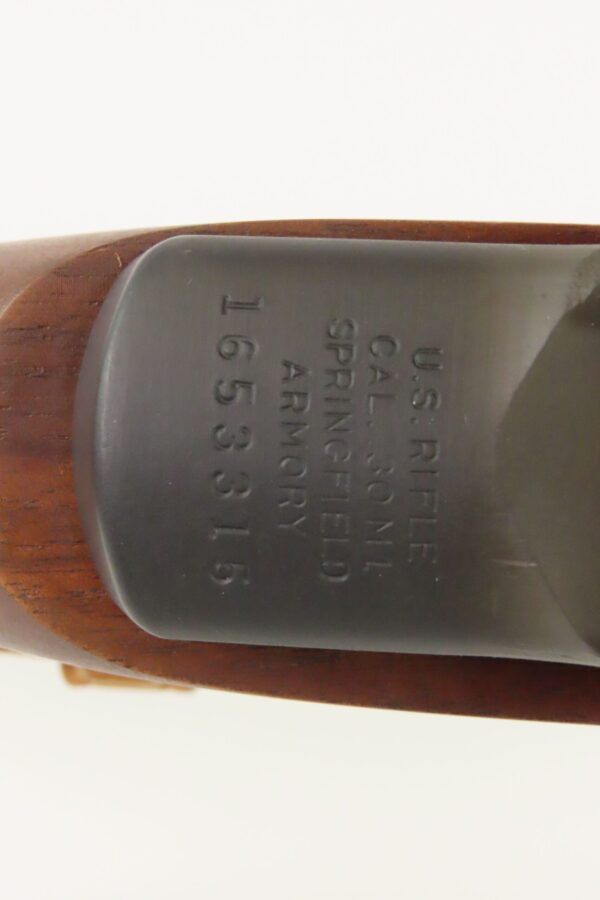 U.S. RIFLE
CAL. .30 M1
SPRINGFIELD
ARMORY
1653315